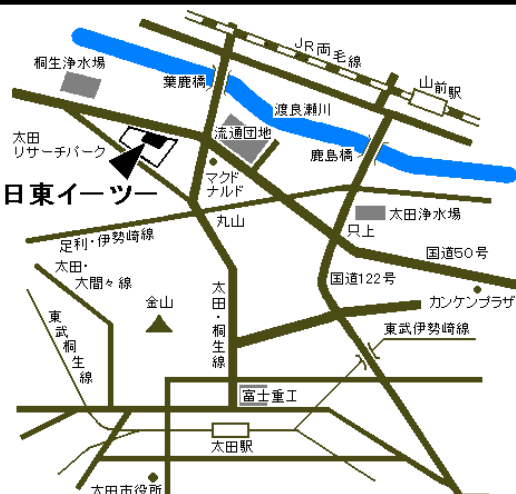 JR両毛線
山前駅
桐生浄水場
葉鹿橋
渡良瀬川
太田
リサーチパーク
流通団地
鹿島橋
日東イーツー
マクド
ナルド
太田浄水場
丸山
只上
足利・伊勢崎線
国道50号
太田・
大間々線
国道122号
カンケンプラザ
金山
太田・桐生線
東武桐生線
東武伊勢崎線
富士重工
太田駅
太田市役所